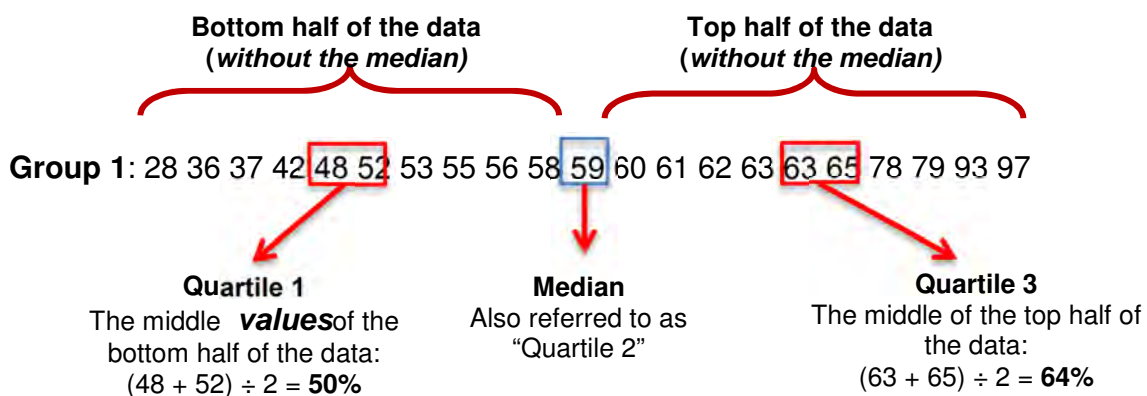 Bottom half of the data
(without the median)
Top half of the data
(without the median)
Group 1: 28 36 37 42 48 52 53 55 56 58 59 60 61 62 63 63 65 78 79 93 97
Quartile 1
The middle values of the
bottom half of the data:
(48 + 52) ÷ 2 = 50%
Median
Also referred to as
“Quartile 2”
Quartile 3
The middle of the top half of
the data:
(63 + 65) ÷ 2 = 64%